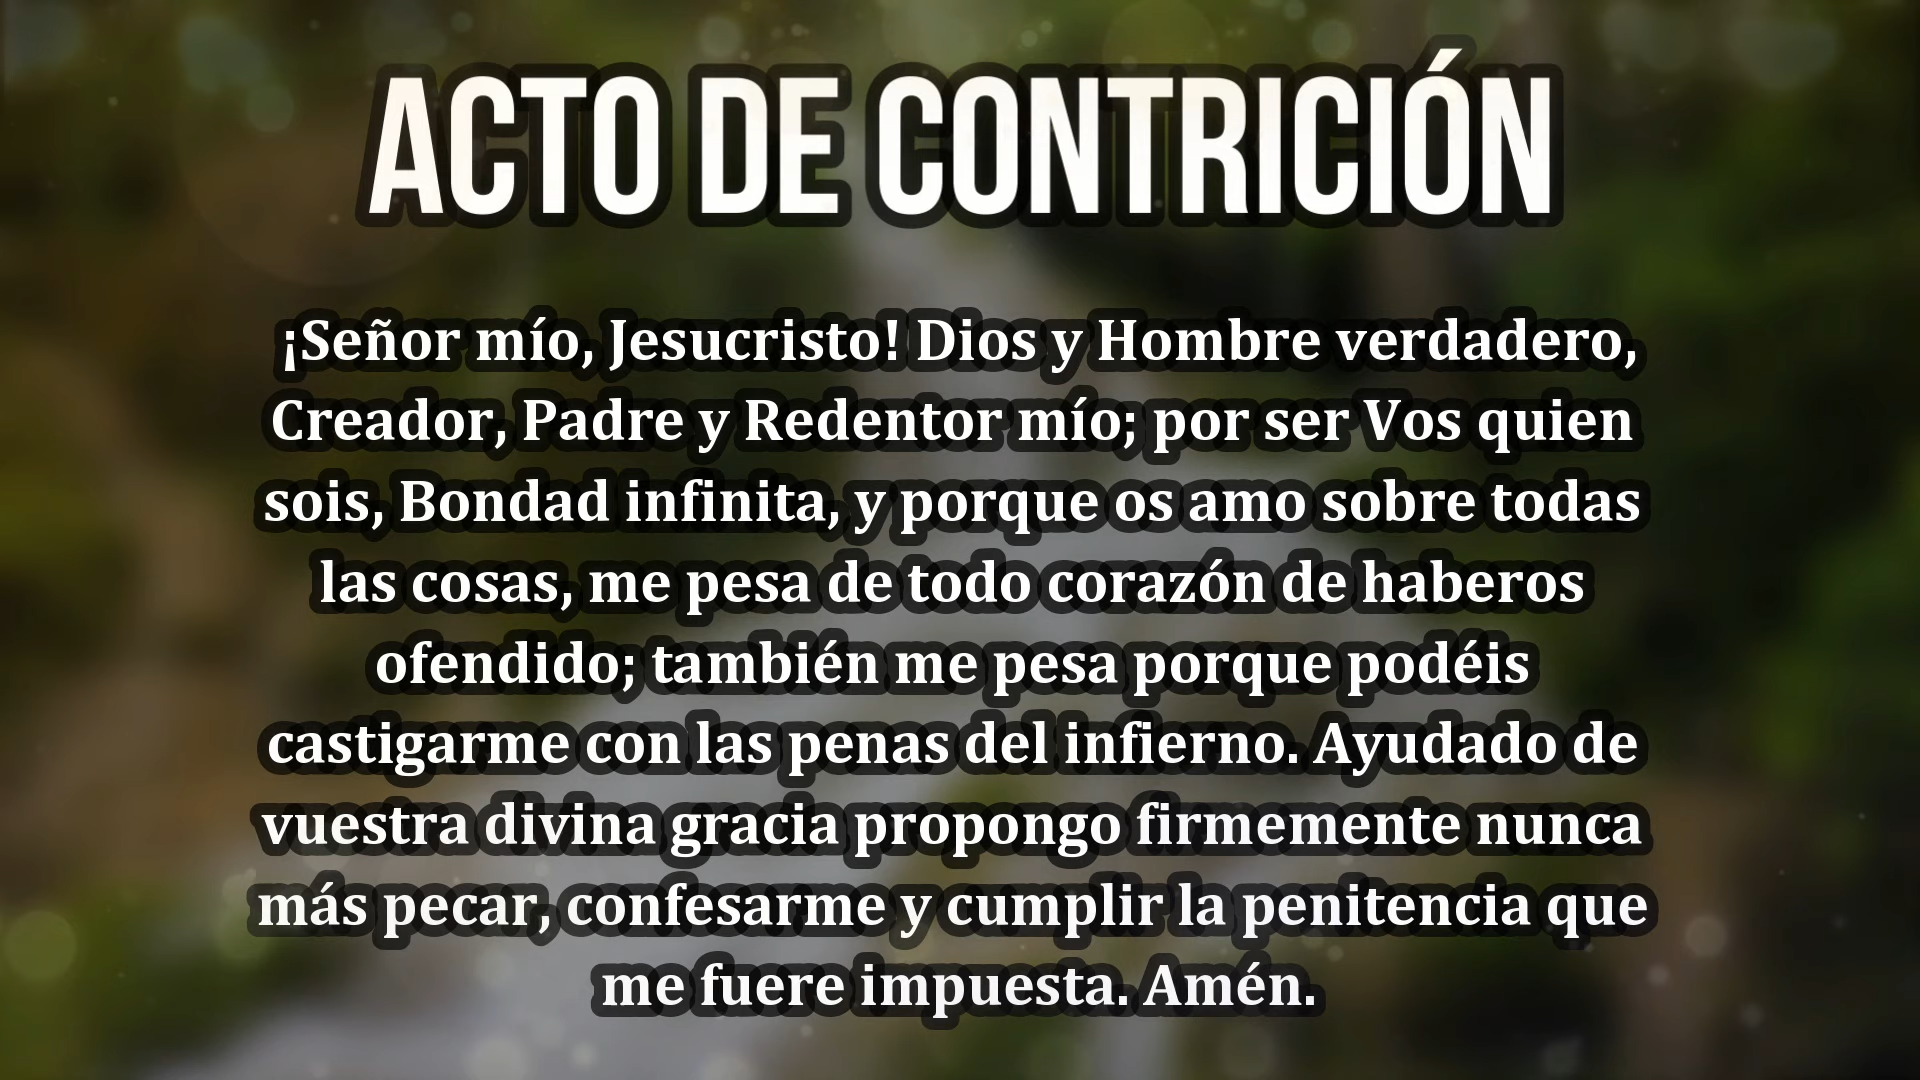 ACTO DE CONTRICIÓN
¡Señor mío, Jesucristo! Dios y Hombre verdadero,
Creador, Padre y Redentor mío; por ser Vos quien
sois, Bondad infinita, y porque os amo sobre todas
las cosas, me pesa de todo corazón de haberos
ofendido; también me pesa porque podéis
castigarme con las penas del infierno. Ayudado de
vuestra divina gracia propongo firmemente nunca
más pecar, confesarme y cumplir la penitencia que
me fuere impuesta. Amén.